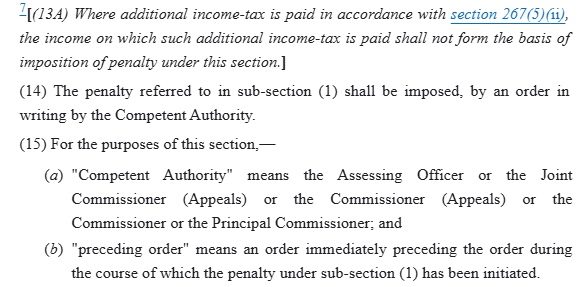 7[(13A) Where additional income-tax is paid in accordance with section 267(5)(ii),
the income on which such additional income-tax is paid shall not form the basis of
imposition of penalty under this section.]
(14) The penalty referred to in sub-section (1) shall be imposed, by an order in
writing by the Competent Authority.
(15) For the purposes of this section,—
(a) "Competent Authority" means the Assessing Officer or the Joint
Commissioner (Appeals) or the Commissioner (Appeals) or the
Commissioner or the Principal Commissioner; and
(b) "preceding order" means an order immediately preceding the order during
the course of which the penalty under sub-section (1) has been initiated.